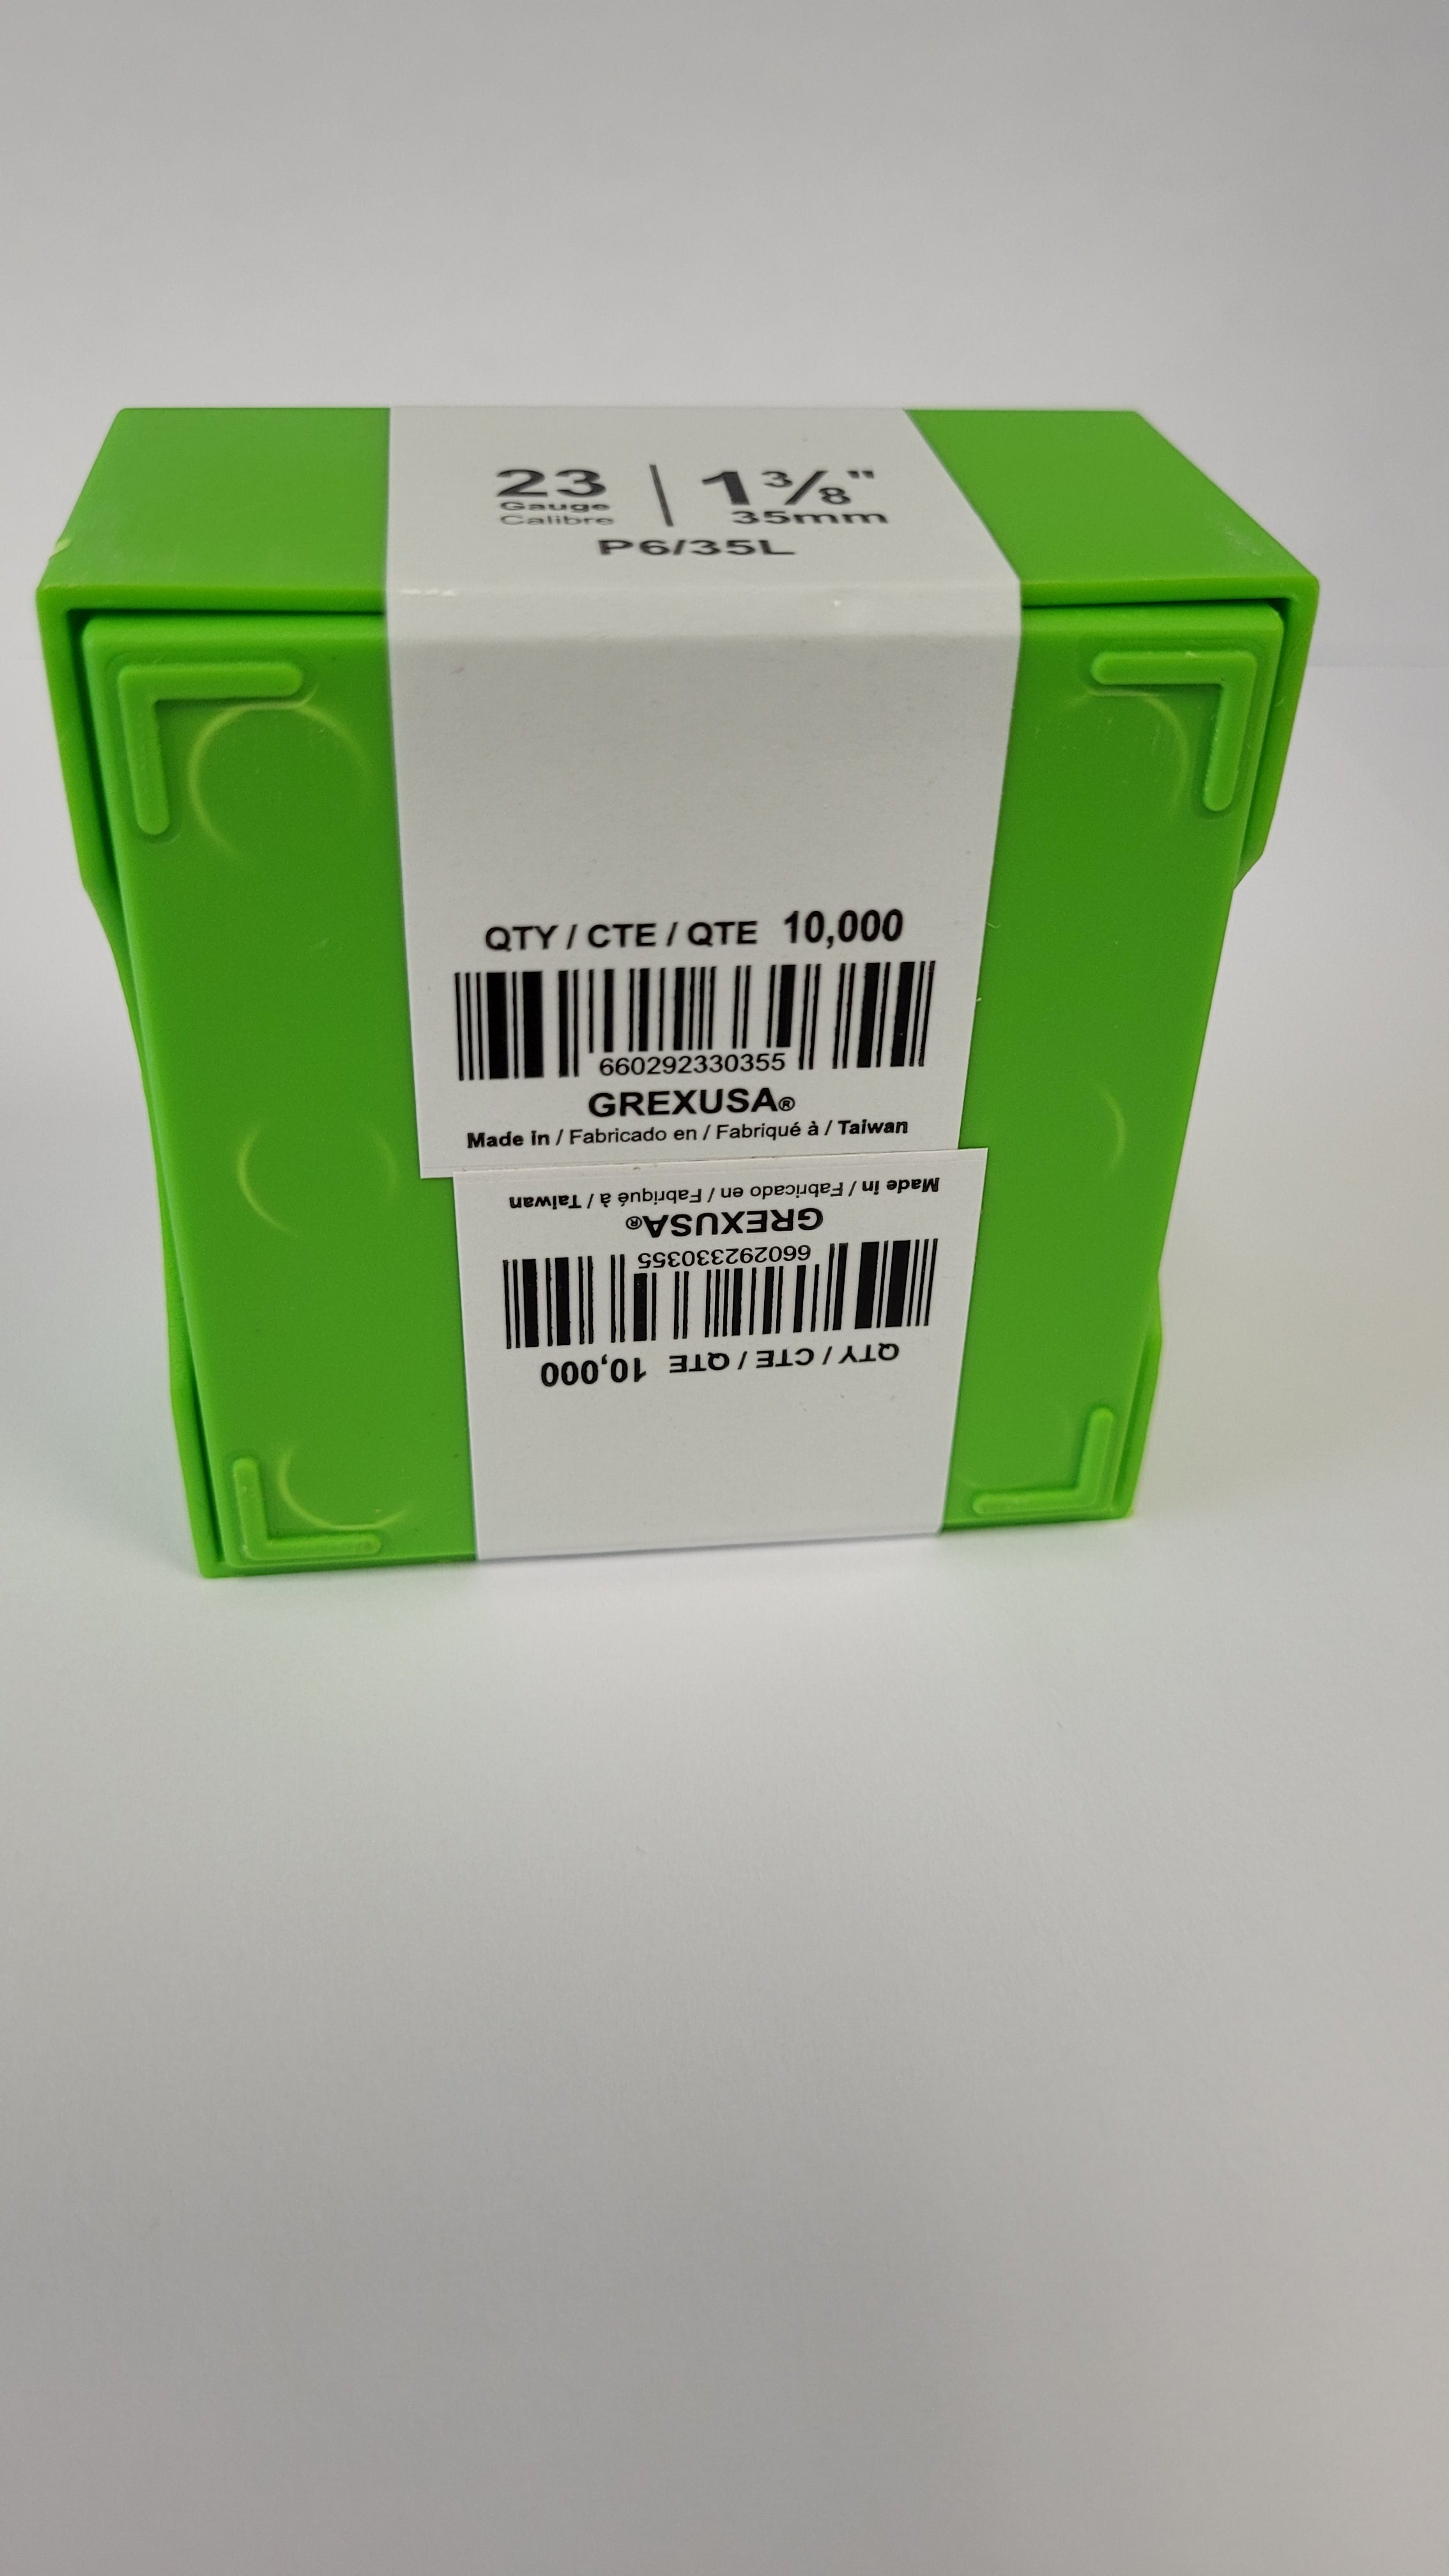 23 | 1 3/8"
Gauge
Calibre 35mm
P6/35L
QTY / CTE / QTE 10,000
660292330355
GREXUSA®
Made in / Fabricado en / Fabriqué à / Taiwan
Made in / Fabricado en / Fabriqué à / Taiwan
GREXUSA®
660292330355
QTY / CTE / QTE 10,000